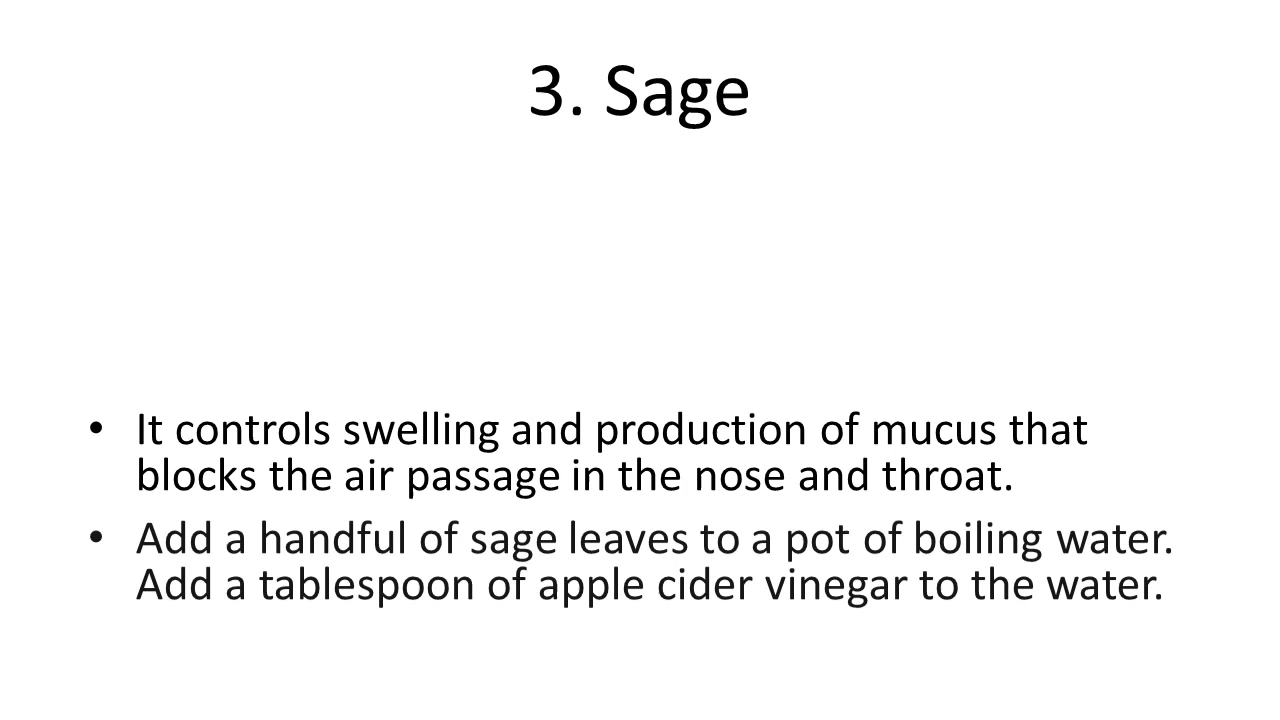 3. Sage
• It controls swelling and production of mucus that
blocks the air passage in the nose and throat.
• Add a handful of sage leaves to a pot of boiling water.
Add a tablespoon of apple cider vinegar to the water.